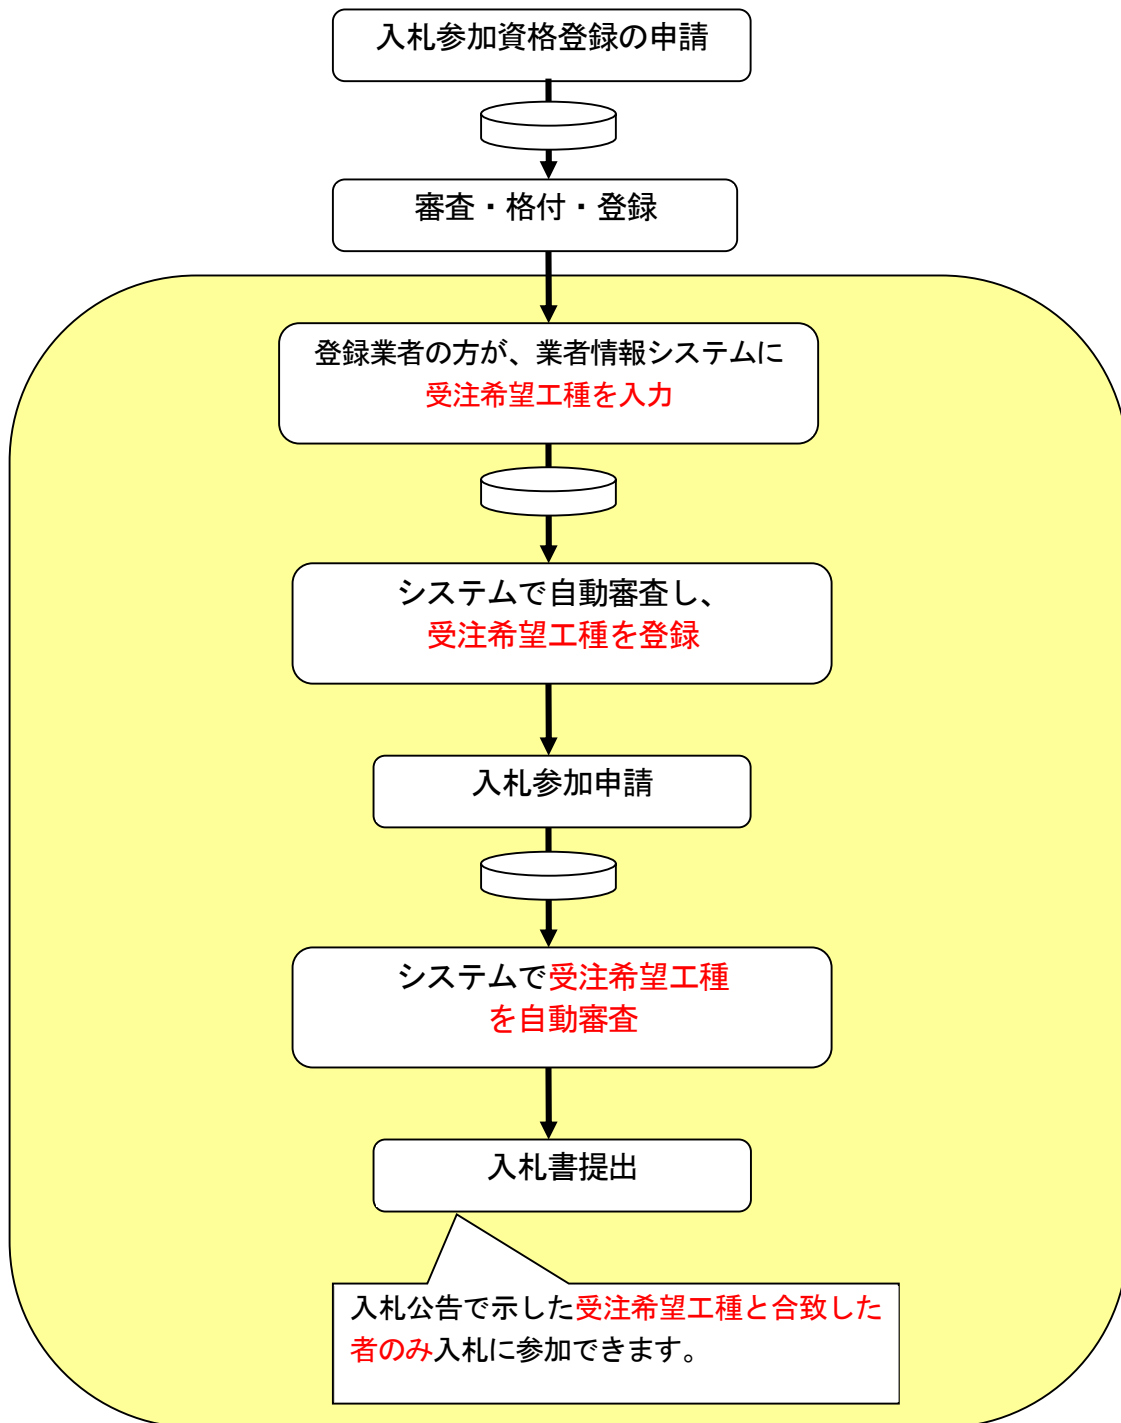 入札参加資格登録の申請
審査・格付・登録
登録業者の方が、業者情報システムに
受注希望工種を入力
システムで自動審査し、
受注希望工種を登録
入札参加申請
システムで受注希望工種
を自動審査
入札書提出
入札公告で示した受注希望工種と合致した
者のみ入札に参加できます。